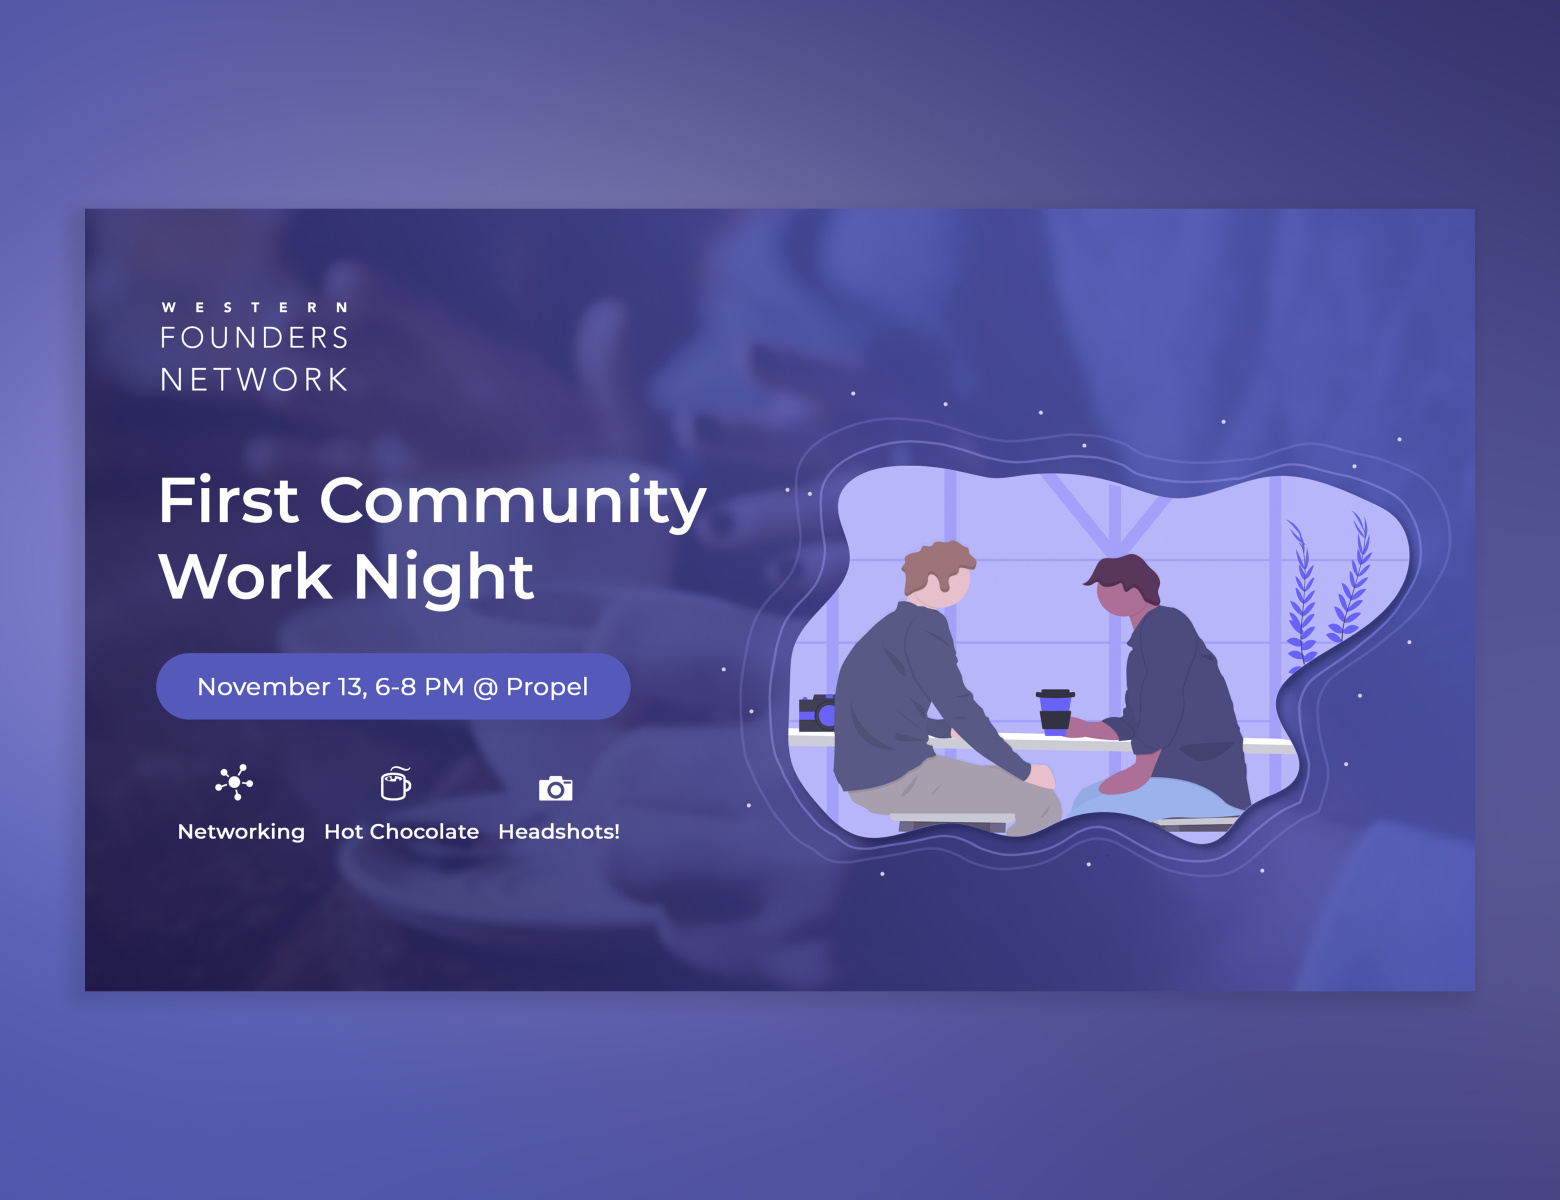 WESTERN
FOUNDERS
NETWORK
First Community
Work Night
November 13, 6-8 PM @ Propel
Networking Hot Chocolate Headshots!